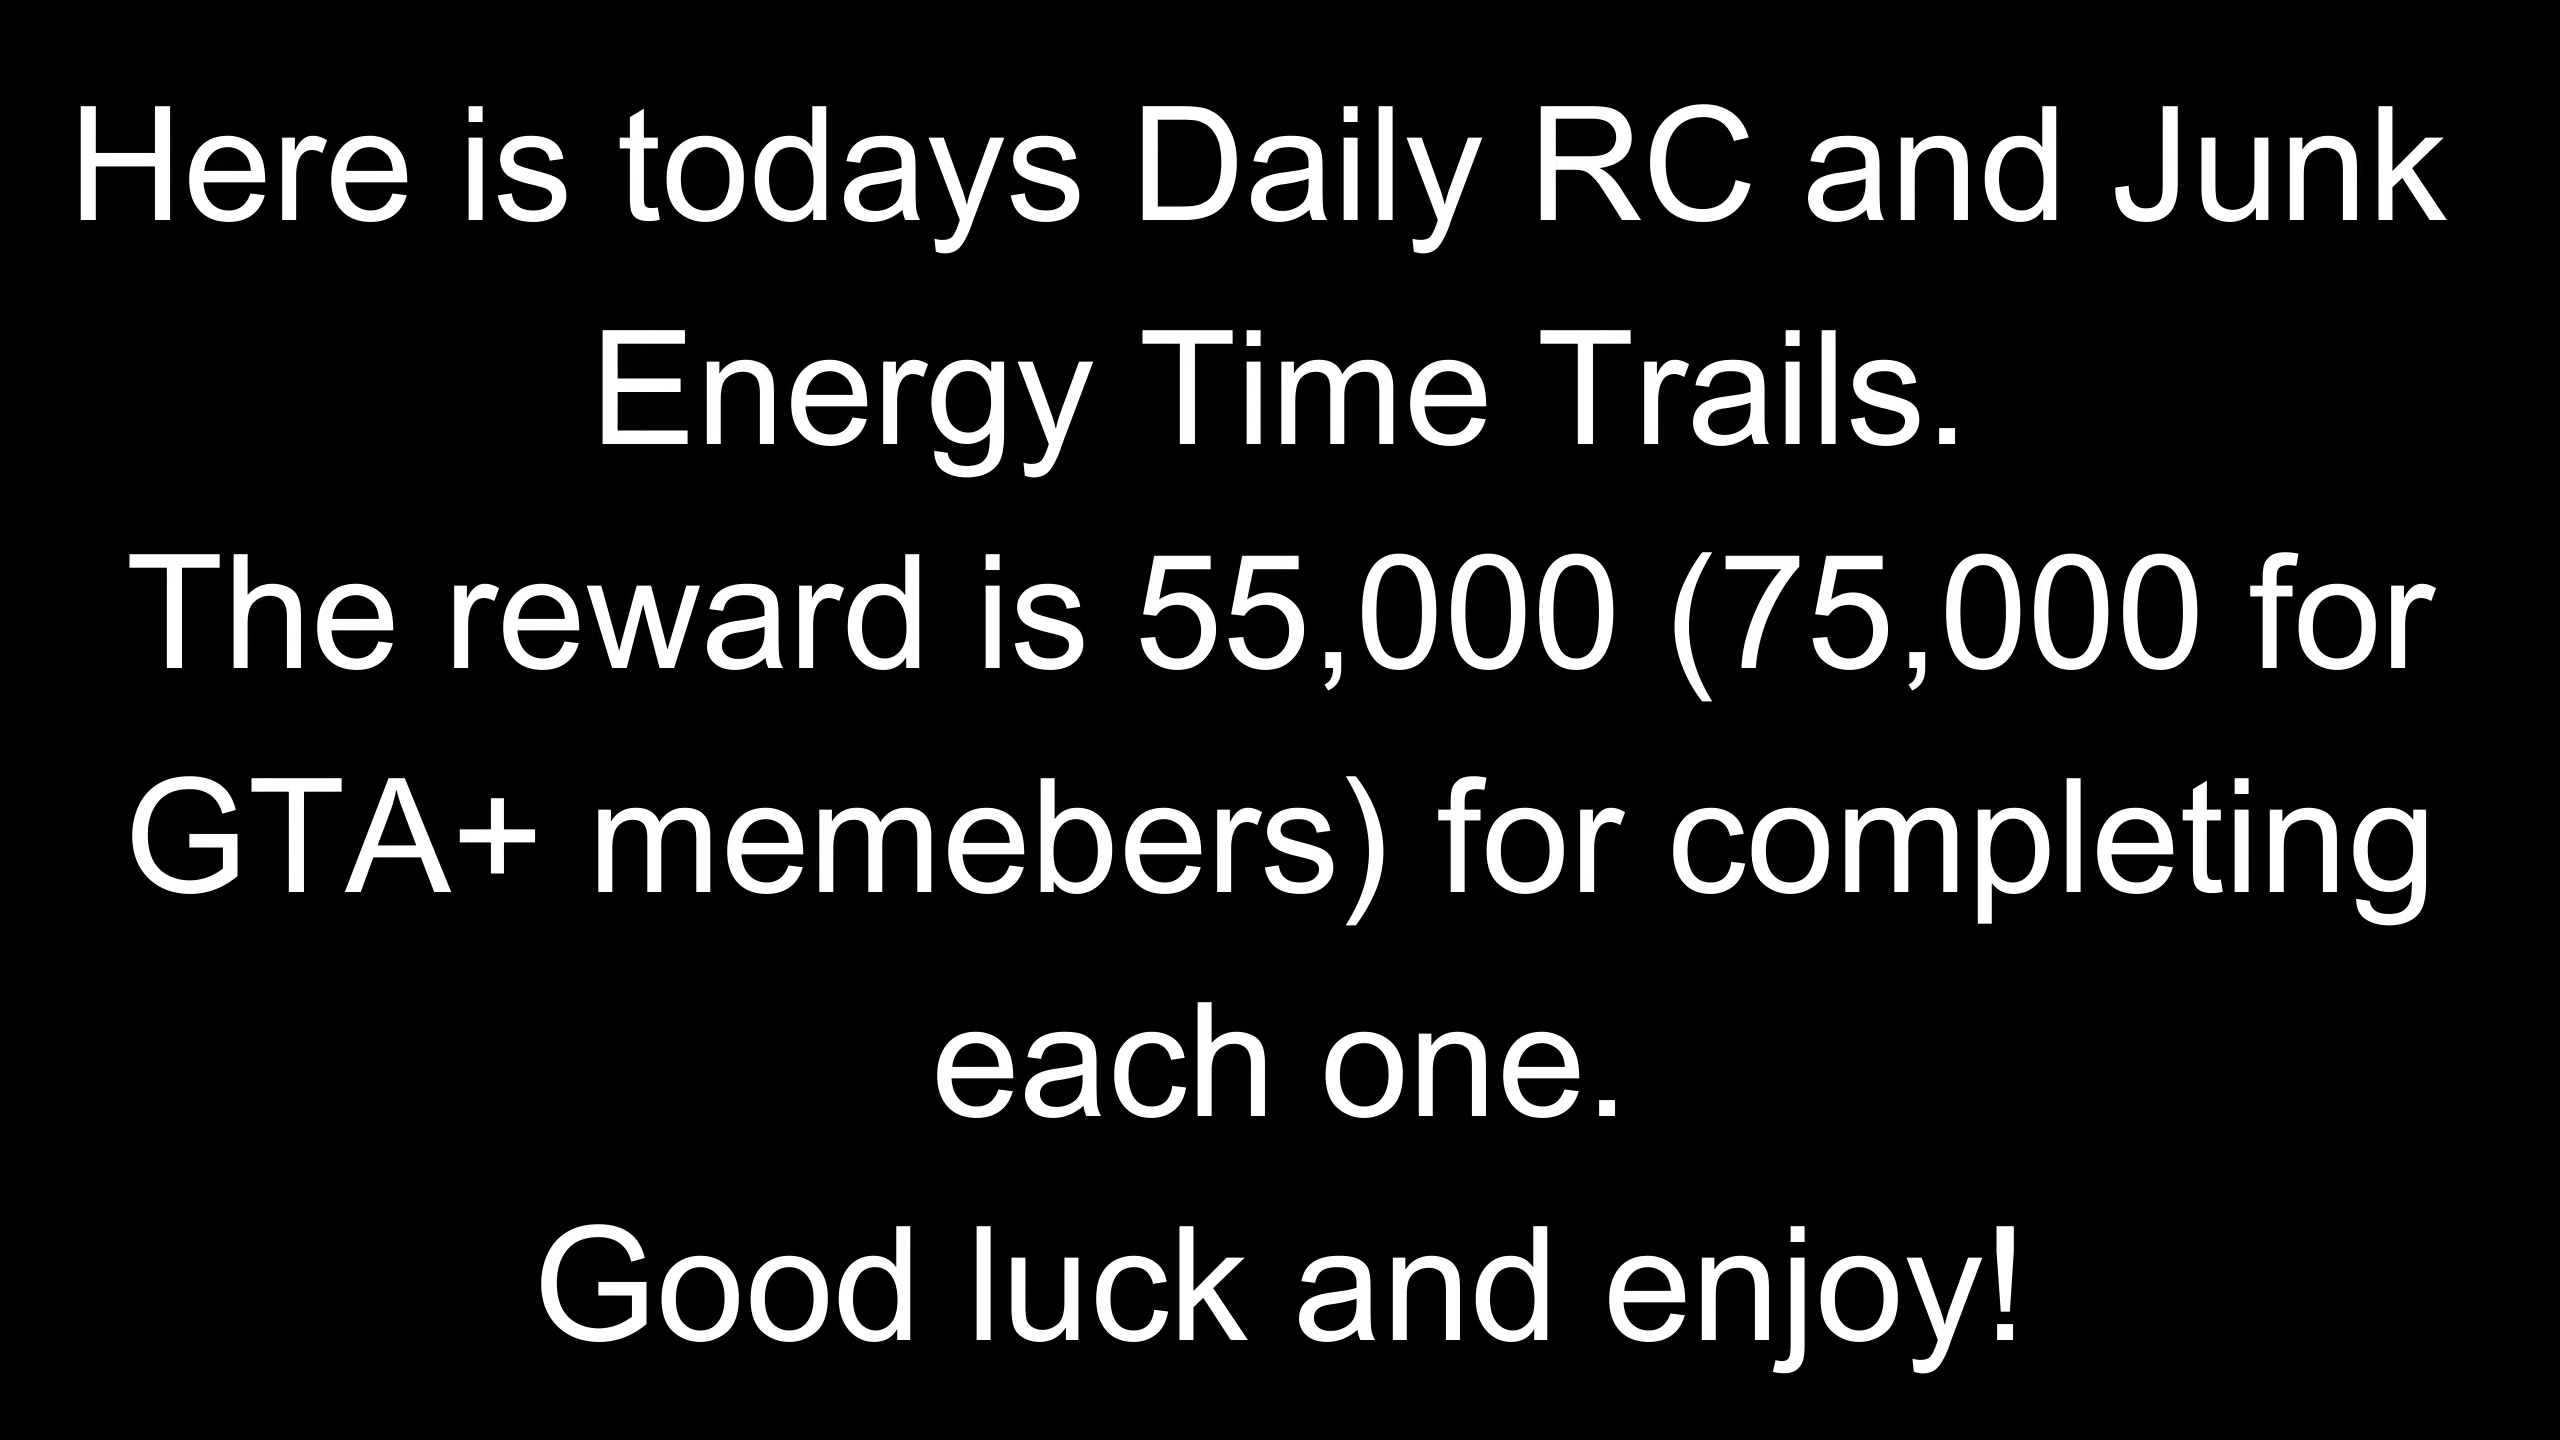 Here is todays Daily RC and Junk
Energy Time Trails.
The reward is 55,000 (75,000 for
GTA+ memebers) for completing
each one.
Good luck and enjoy!